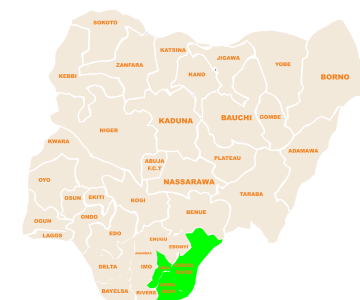 SOKOTO
KATSINA
ZANFARA
JIGAWA
YOBE
KEBBI
KANO
BORNO
KADUNA
BAUCHI
GOMBE
NIGER
KWARA
ADAMAWA
ABUJA
F.C.T
PLATEAU
OYO
NASSARAWA
TARABA
OSUN
EKITI
KOGI
BENUE
OGUN
ONDO
LAGOS
EDO
ENUGU
EBONYI
DELTA
IMO
BAYELSA
RIVERS